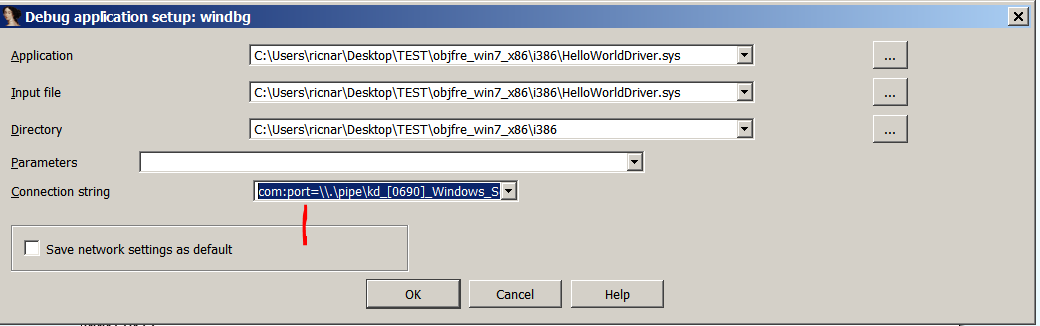 Debug application setup: windbg
Application C:\Users\ricnar\Desktop\TEST\objfre_win7_x86\i386\HelloWorldDriver.sys ...
Input file C:\Users\ricnar\Desktop\TEST\objfre_win7_x86\i386\HelloWorldDriver.sys ...
Directory C:\Users\ricnar\Desktop\TEST\objfre_win7_x86\i386 ...
Parameters
Connection string com:port=\\.\pipe\kd_[0690]_Windows_S
Save network settings as default
OK Cancel Help